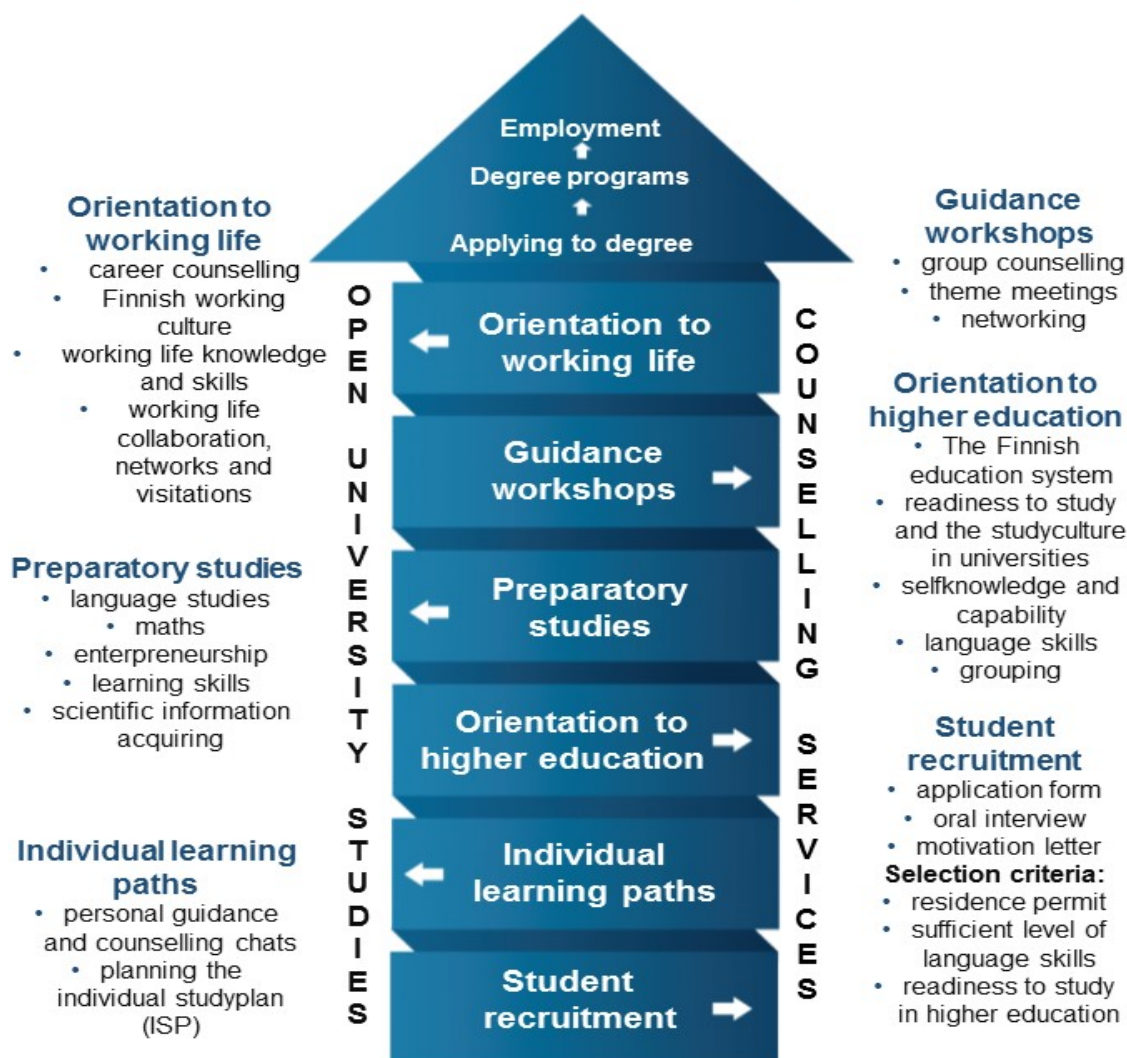 Employment
Degree programs
Applying to degree
Orientation to
working life
Guidance
workshops
Preparatory
studies
Orientation to
higher education
Individual
learning paths
Student
recruitment
OPEN UNIVERSITY STUDIES
COUNSELLING SERVICES
Orientation to
working life
• career counselling
• Finnish working
culture
• working life knowledge
and skills
• working life
collaboration,
networks and
visitations
Preparatory studies
• language studies
• maths
• enterpreneurship
• learning skills
• scientific information
acquiring
Individual learning
paths
• personal guidance
and counselling chats
• planning the
individual studyplan
(ISP)
Guidance
workshops
• group counselling
• theme meetings
• networking
Orientation to
higher education
• The Finnish
education system
• readiness to study
and the studyculture
in universities
• selfknowledge and
capability
• language skills
• grouping
Student
recruitment
• application form
• oral interview
• motivation letter
Selection criteria:
• residence permit
• sufficient level of
language skills
• readiness to study
in higher education